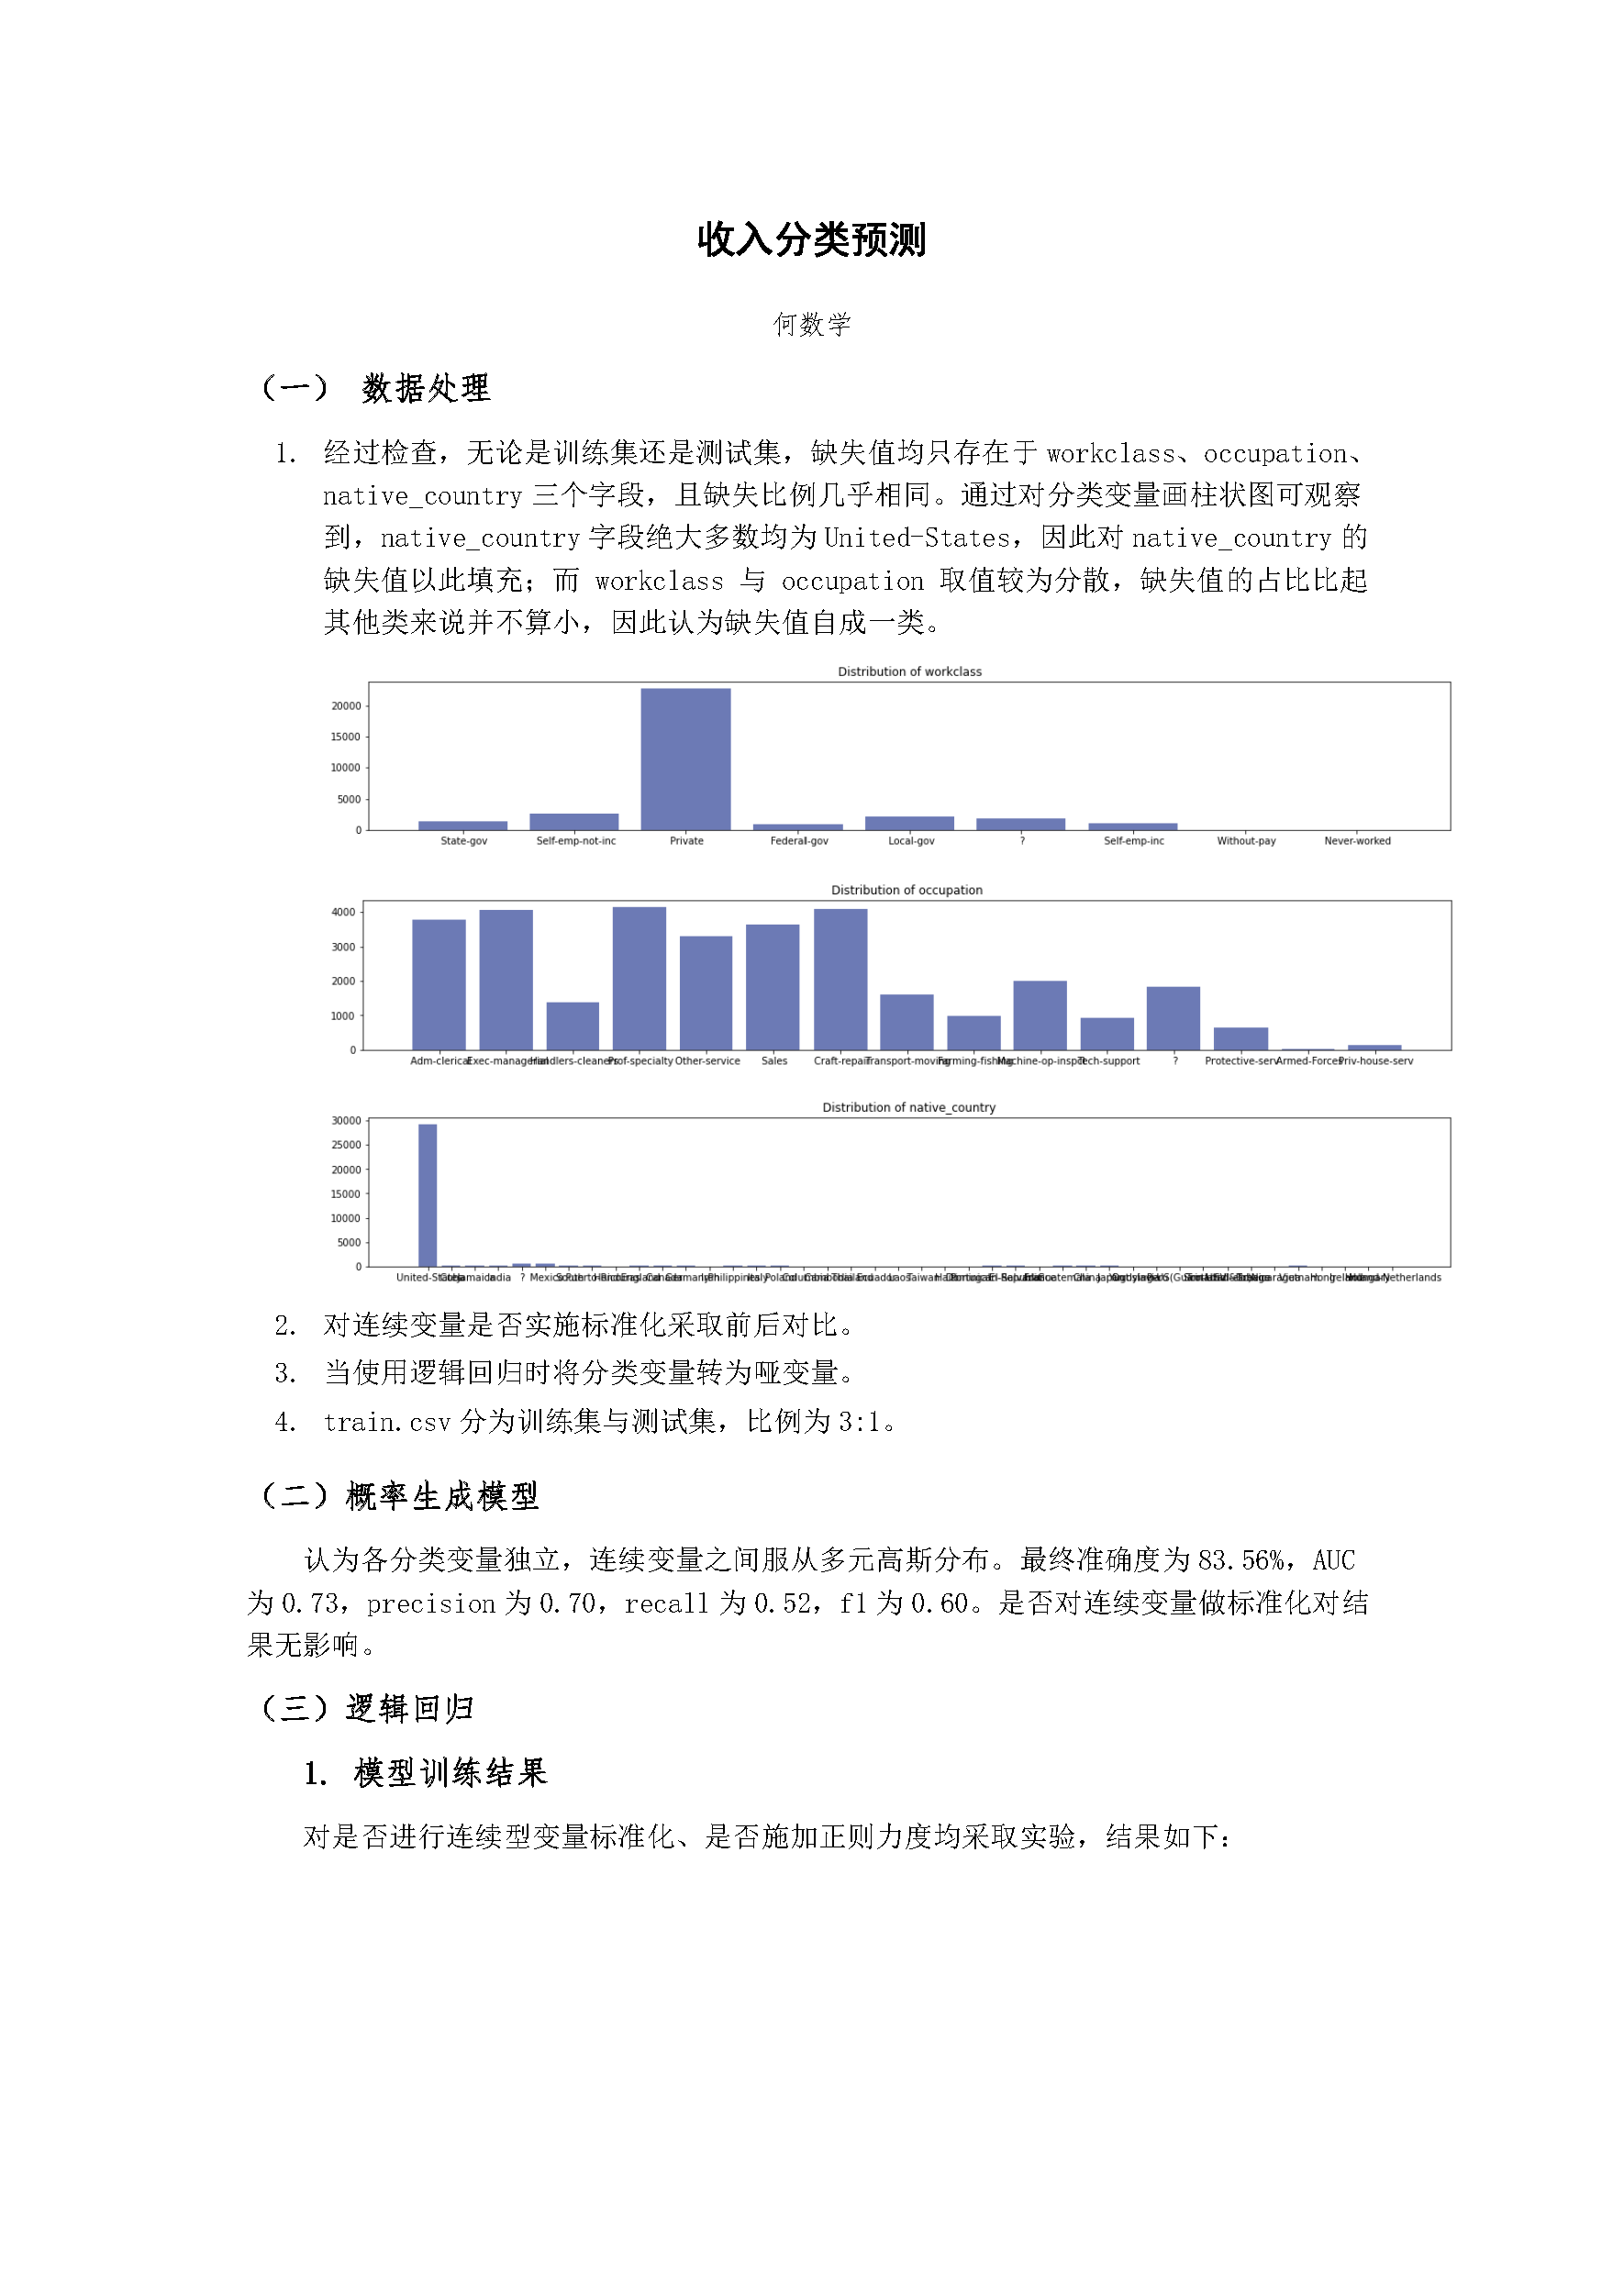 收入分类预测
何数学
（一） 数据处理
1. 经过检查，无论是训练集还是测试集，缺失值均只存在于 workclass、occupation、
native_country 三个字段，且缺失比例几乎相同。通过对分类变量画柱状图可观察
到，native_country 字段绝大多数均为 United-States，因此对 native_country 的
缺失值以此填充；而 workclass 与 occupation 取值较为分散，缺失值的占比比起
其他类来说并不算小，因此认为缺失值自成一类。
Distribution of workclass
20000
15000
10000
5000
0
State-gov Self-emp-not-inc Private Federal-gov Local-gov ? Self-emp-inc Without-pay Never-worked
Distribution of occupation
4000
3000
2000
1000
0
Adm-clerical Exec-managerial Handlers-cleaners Prof-specialty Other-service Sales Craft-repair Transport-moving Farming-fishing Machine-op-inspct Tech-support ? Protective-serv Armed-Forces Priv-house-serv
Distribution of native_country
30000
25000
20000
15000
10000
5000
0
United-States Jamaica India ? Mexico Philippines Italy Poland Taiwan
2. 对连续变量是否实施标准化采取前后对比。
3. 当使用逻辑回归时将分类变量转为哑变量。
4. train.csv 分为训练集与测试集，比例为 3:1。
（二）概率生成模型
认为各分类变量独立，连续变量之间服从多元高斯分布。最终准确度为 83.56%，AUC
为 0.73，precision 为 0.70，recall 为 0.52，f1 为 0.60。是否对连续变量做标准化对结
果无影响。
（三）逻辑回归
1. 模型训练结果
对是否进行连续型变量标准化、是否施加正则力度均采取实验，结果如下：